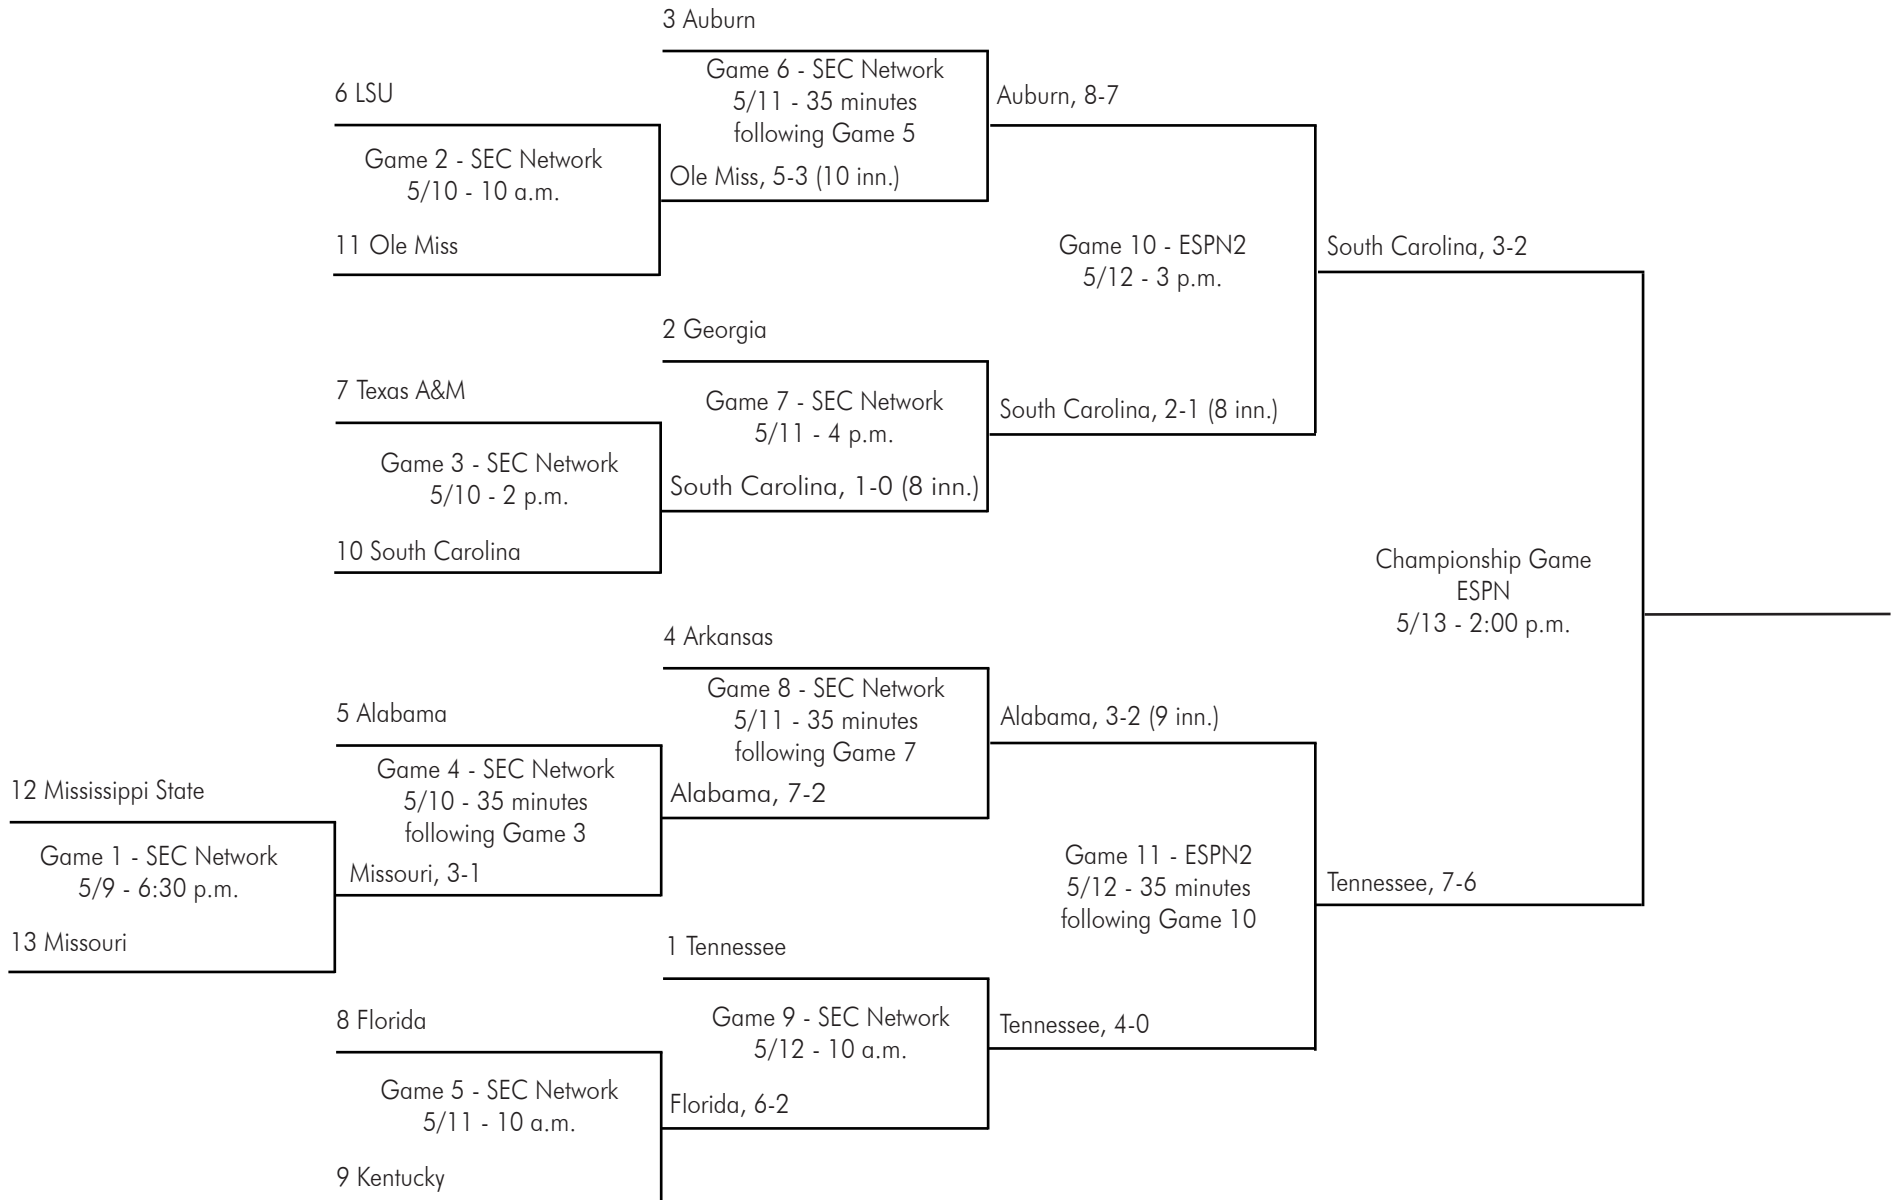 3 Auburn
Game 6 - SEC Network
5/11 - 35 minutes
following Game 5
6 LSU
Auburn, 8-7
Game 2 - SEC Network
5/10 - 10 a.m.
Ole Miss, 5-3 (10 inn.)
11 Ole Miss
Game 10 - ESPN2
5/12 - 3 p.m.
South Carolina, 3-2
2 Georgia
7 Texas A&M
Game 7 - SEC Network
5/11 - 4 p.m.
South Carolina, 2-1 (8 inn.)
Game 3 - SEC Network
5/10 - 2 p.m.
South Carolina, 1-0 (8 inn.)
10 South Carolina
Championship Game
ESPN
5/13 - 2:00 p.m.
4 Arkansas
Game 8 - SEC Network
5/11 - 35 minutes
following Game 7
5 Alabama
Alabama, 3-2 (9 inn.)
Game 4 - SEC Network
5/10 - 35 minutes
following Game 3
Alabama, 7-2
12 Mississippi State
Game 1 - SEC Network
5/9 - 6:30 p.m.
Missouri, 3-1
13 Missouri
Game 11 - ESPN2
5/12 - 35 minutes
following Game 10
Tennessee, 7-6
1 Tennessee
8 Florida
Game 9 - SEC Network
5/12 - 10 a.m.
Tennessee, 4-0
Game 5 - SEC Network
5/11 - 10 a.m.
Florida, 6-2
9 Kentucky